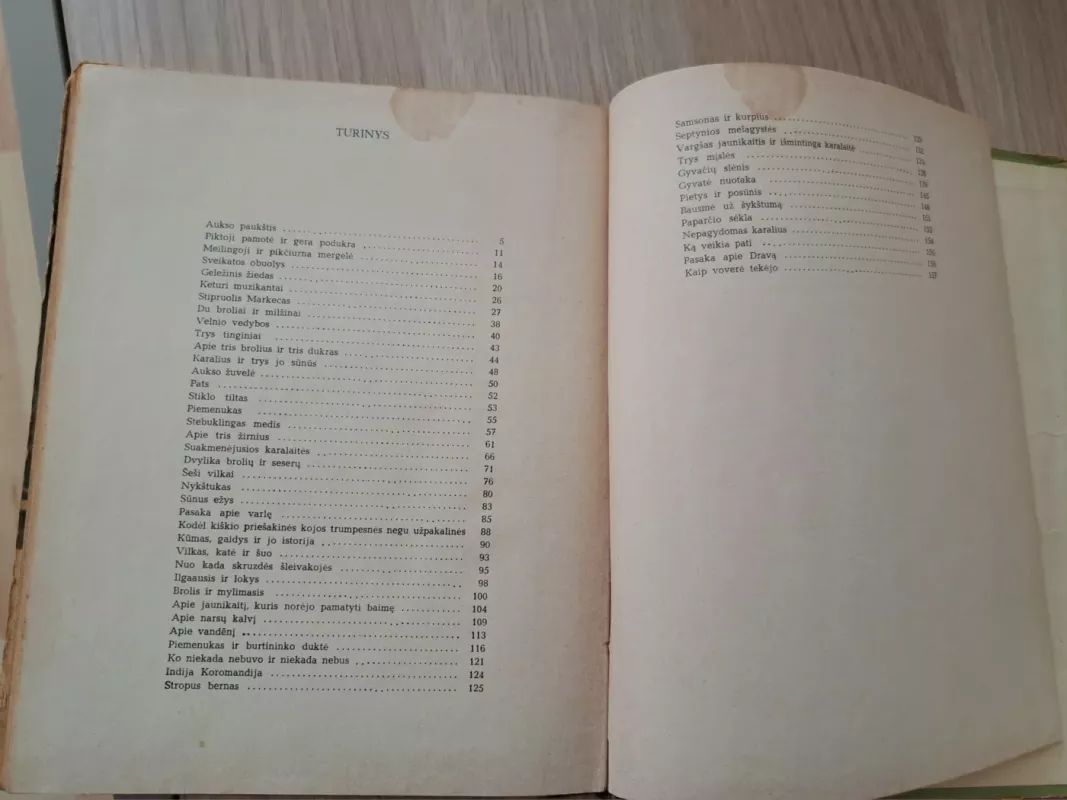 TURINYS
Aukso paukštis 5
Piktoji pamotė ir gera podukra 11
Meilingoji ir pikčiurna mergelė 14
Sveikatos obuolys 16
Geležinis žiedas 20
Keturi muzikantai 26
Stipruolis Markecas 27
Du broliai ir milžinai 38
Velnio vedybos 40
Trys tinginiai 43
Apie tris brolius ir tris dukras 44
Karalius ir trys jo sūnūs 48
Aukso žuvelė 50
Pats 52
Stiklo tiltas 53
Piemenukas 55
Stebuklingas medis 57
Apie tris žirnius 61
Suakmenėjusios karalaitės 66
Dvylika brolių ir seserų 71
Šeši vilkai 76
Nykštukas 80
Sūnus ežys 83
Pasaka apie varlę 85
Kodėl kiškio priešakinės kojos trumpesnės negu užpakalinės 88
Kūmas, gaidys ir jo istorija 90
Vilkas, katė ir šuo 93
Nuo kada skruzdės šleivakojės 95
Ilgaausis ir lokys 98
Brolis ir mylimasis 100
Apie jaunikaitį, kuris norėjo pamatyti baimę 104
Apie narsų kalvį 109
Apie vandėnį 113
Piemenukas ir burtininko duktė 116
Ko niekada nebuvo ir niekada nebus 121
Indija Koromandija 124
Stropus bernas 125
Samsonas ir kurpius
Septynios melagystės
Vargšas jaunikaitis ir išmintinga karalaitė
Trys mįslės
Gyvačių slėnis
Gyvatė nuotaka
Pietys ir posūnis
Bausmė už šykštumą
Paparčio sėkla
Nepagydomas karalius
Ką veikia pati
Pasaka apie Dravą
Kaip voverė tekėjo